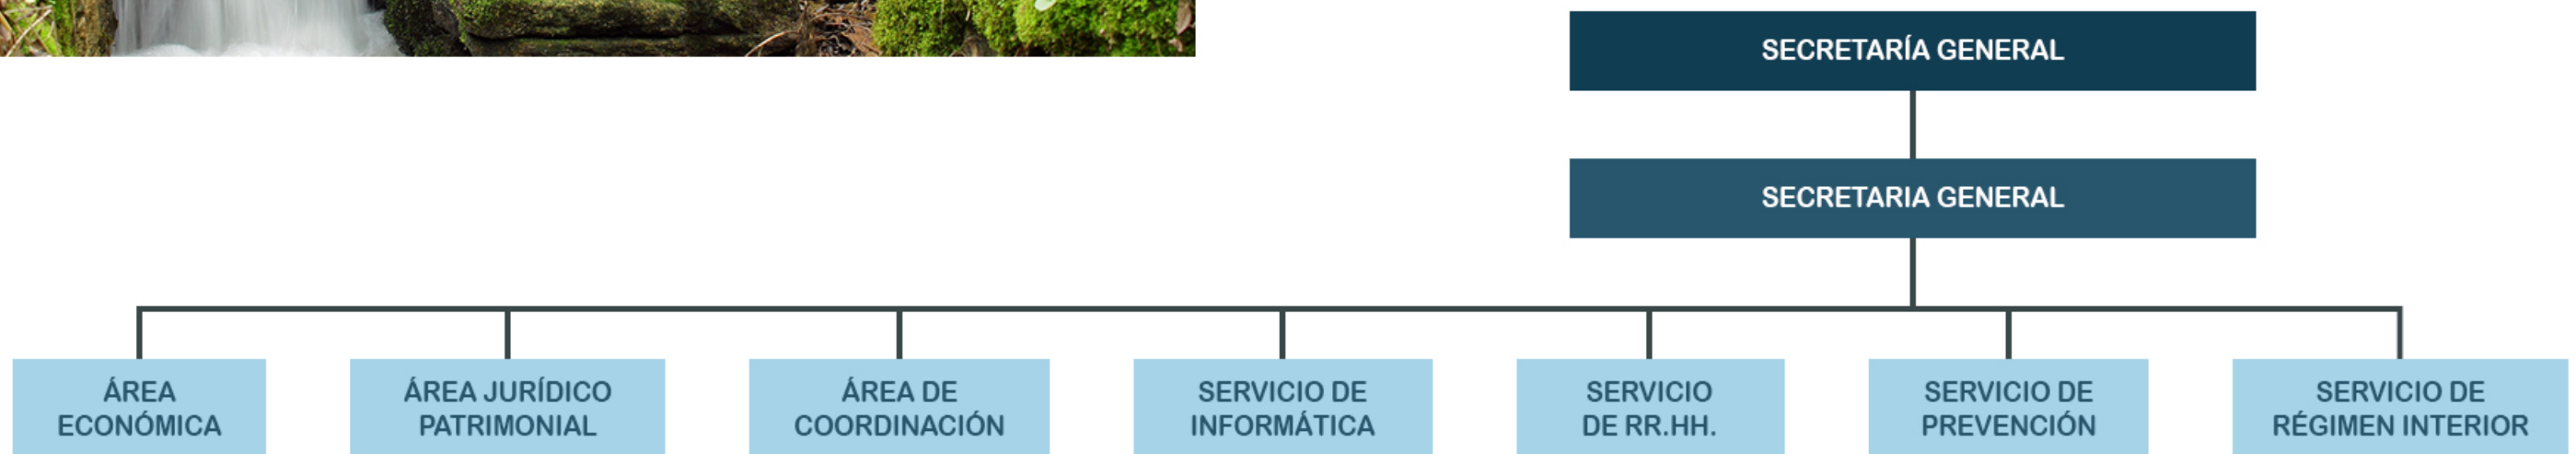 SECRETARÍA GENERAL
SECRETARIA GENERAL
ÁREA
ECONÓMICA
ÁREA JURÍDICO
PATRIMONIAL
ÁREA DE
COORDINACIÓN
SERVICIO DE
INFORMÁTICA
SERVICIO
DE RR.HH.
SERVICIO DE
PREVENCIÓN
SERVICIO DE
RÉGIMEN INTERIOR